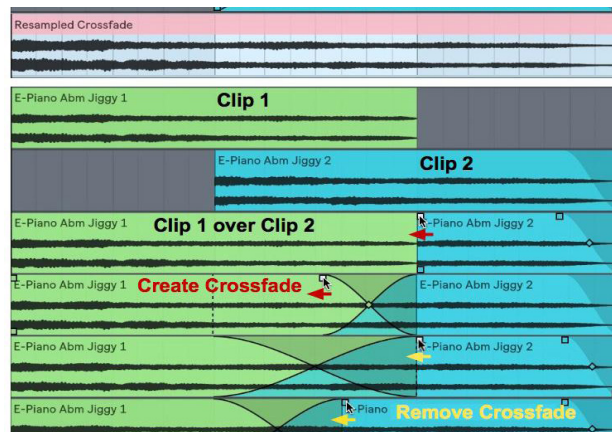 Resampled Crossfade
E-Piano Abm Jiggy 1
Clip 1
E-Piano Abm Jiggy 2
Clip 2
E-Piano Abm Jiggy 1
Clip 1 over Clip 2
E-Piano Abm Jiggy 2
E-Piano Abm Jiggy 1
Create Crossfade
E-Piano Abm Jiggy 2
E-Piano Abm Jiggy 1
E-Piano Abm Jiggy 2
E-Piano Abm Jiggy 1
E-Piano
Remove Crossfade